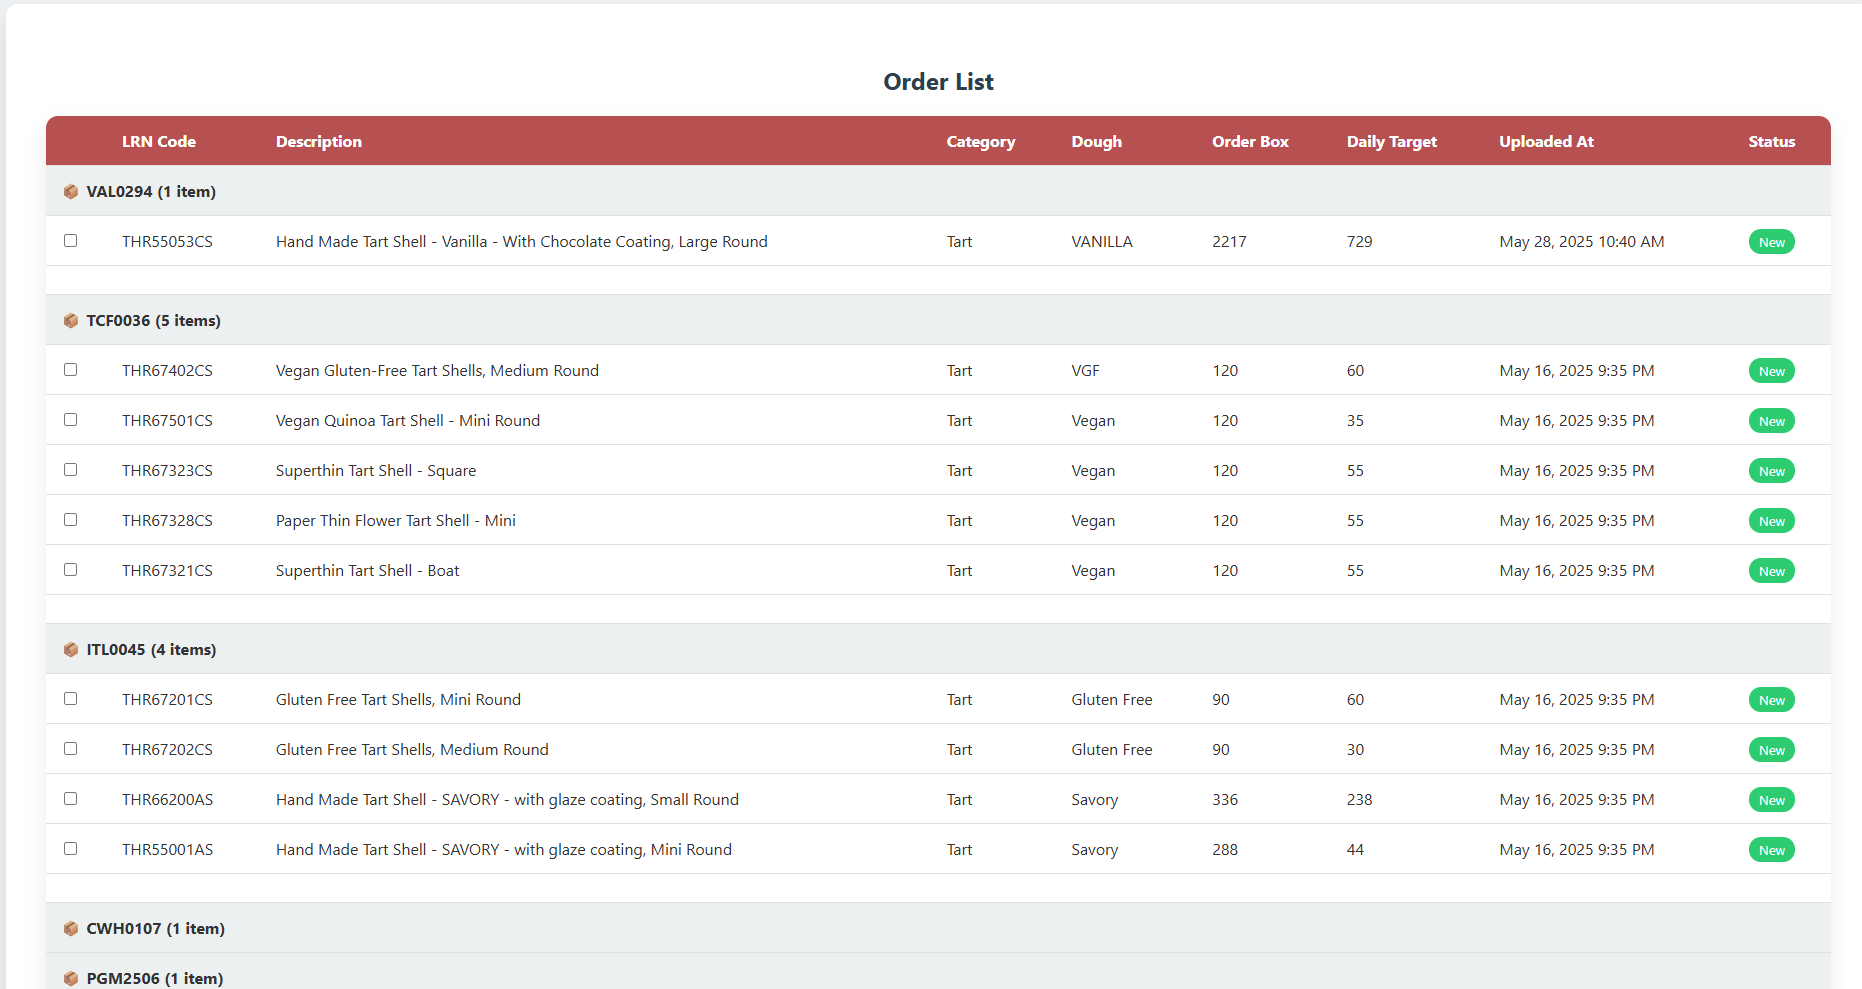 Order List
LRN Code Description Category Dough Order Box Daily Target Uploaded At Status
VAL0294 (1 item)
THR55053CS Hand Made Tart Shell - Vanilla - With Chocolate Coating, Large Round Tart VANILLA 2217 729 May 28, 2025 10:40 AM New
TCF0036 (5 items)
THR67402CS Vegan Gluten-Free Tart Shells, Medium Round Tart VGF 120 60 May 16, 2025 9:35 PM New
THR67501CS Vegan Quinoa Tart Shell - Mini Round Tart Vegan 120 35 May 16, 2025 9:35 PM New
THR67323CS Superthin Tart Shell - Square Tart Vegan 120 55 May 16, 2025 9:35 PM New
THR67328CS Paper Thin Flower Tart Shell - Mini Tart Vegan 120 55 May 16, 2025 9:35 PM New
THR67321CS Superthin Tart Shell - Boat Tart Vegan 120 55 May 16, 2025 9:35 PM New
ITL0045 (4 items)
THR67201CS Gluten Free Tart Shells, Mini Round Tart Gluten Free 90 60 May 16, 2025 9:35 PM New
THR67202CS Gluten Free Tart Shells, Medium Round Tart Gluten Free 90 30 May 16, 2025 9:35 PM New
THR66200AS Hand Made Tart Shell - SAVORY - with glaze coating, Small Round Tart Savory 336 238 May 16, 2025 9:35 PM New
THR55001AS Hand Made Tart Shell - SAVORY - with glaze coating, Mini Round Tart Savory 288 44 May 16, 2025 9:35 PM New
CWH0107 (1 item)
PGM2506 (1 item)